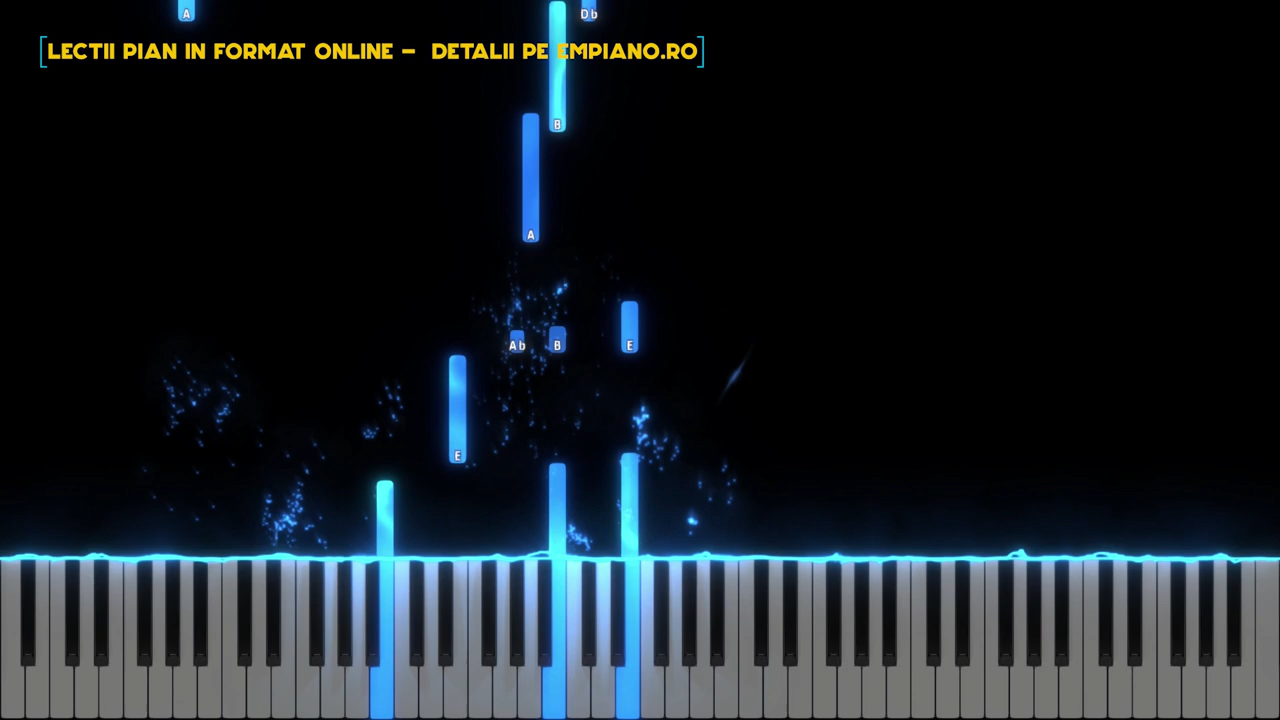 A
Db
[LECTII PIAN IN FORMAT ONLINE - DETALII PE EMPIANO.RO]
B
A
Ab
B
E
E